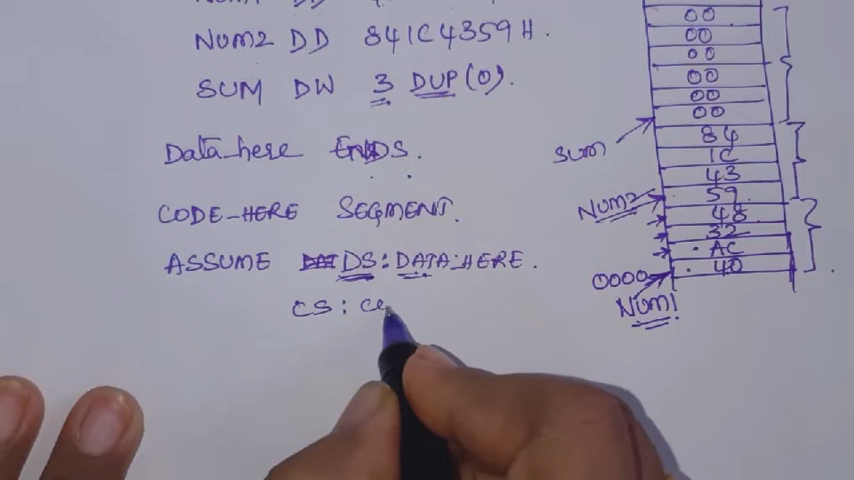 NUM2 DD 841C4359H.
SUM DW 3 DUP(0).
Data-here ENDS.
CODE-HERE SEGMENT.
ASSUME DS:DATA-HERE.
CS: CO
00
00
00
00
00
00
SUM
84
1C
43
59
NUM2
48
32
AC
40
0000
NUM1